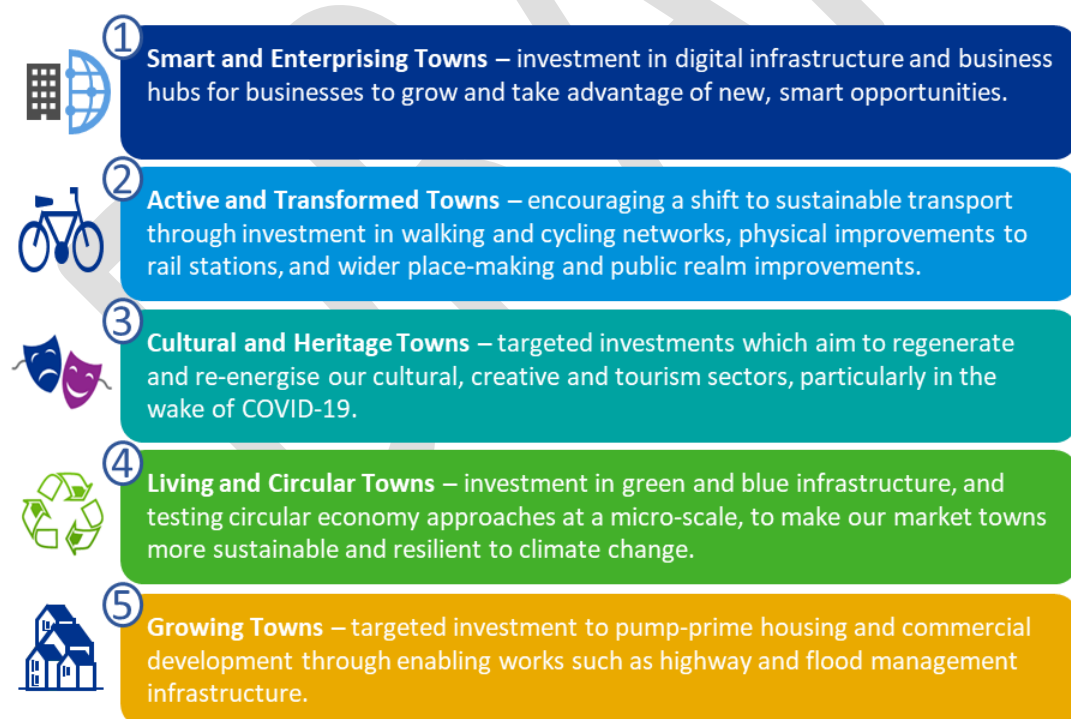 1
Smart and Enterprising Towns – investment in digital infrastructure and business
hubs for businesses to grow and take advantage of new, smart opportunities.
2
Active and Transformed Towns – encouraging a shift to sustainable transport
through investment in walking and cycling networks, physical improvements to
rail stations, and wider place-making and public realm improvements.
3
Cultural and Heritage Towns – targeted investments which aim to regenerate
and re-energise our cultural, creative and tourism sectors, particularly in the
wake of COVID-19.
4
Living and Circular Towns – investment in green and blue infrastructure, and
testing circular economy approaches at a micro-scale, to make our market towns
more sustainable and resilient to climate change.
5
Growing Towns – targeted investment to pump-prime housing and commercial
development through enabling works such as highway and flood management
infrastructure.